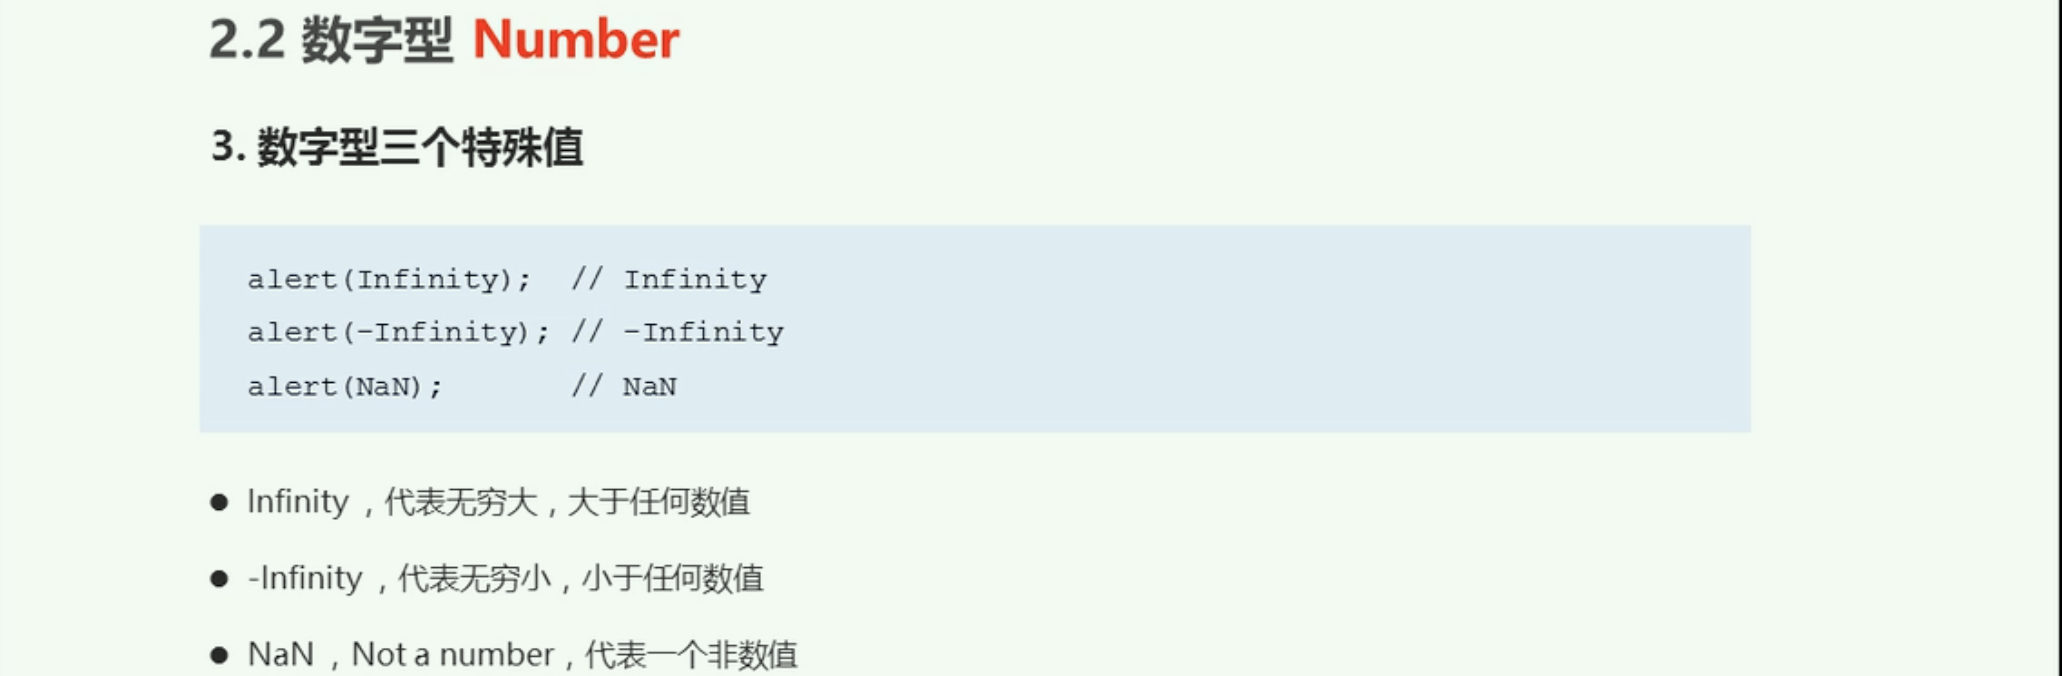 2.2 数字型 Number
3. 数字型三个特殊值
alert(Infinity);  // Infinity
alert(-Infinity); // -Infinity
alert(NaN);       // NaN
● Infinity ，代表无穷大，大于任何数值
● -Infinity ，代表无穷小，小于任何数值
● NaN ，Not a number，代表一个非数值